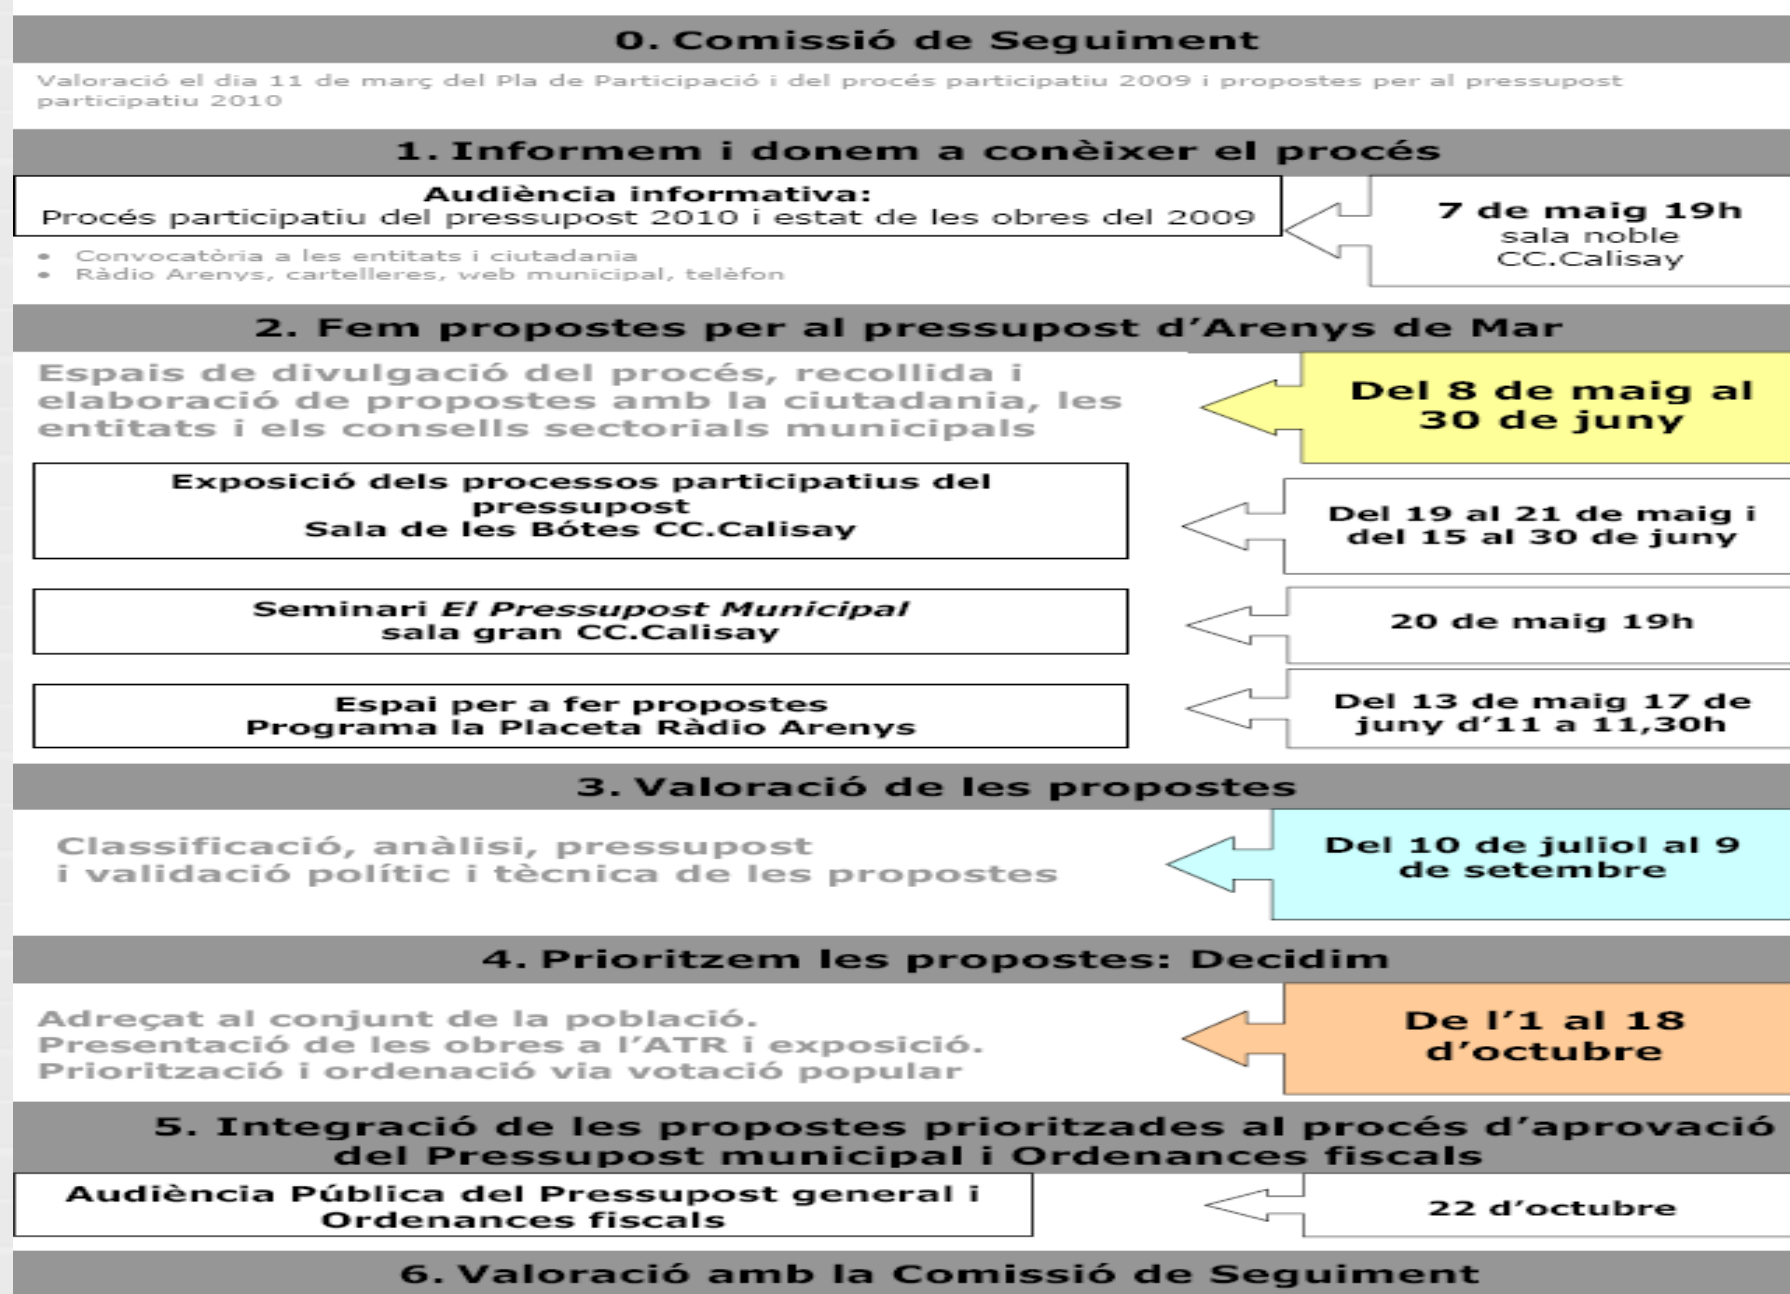 0. Comissió de Seguiment
Valoració el dia 11 de març del Pla de Participació i del procés participatiu 2009 i propostes per al pressupost
participatiu 2010
1. Informem i donem a conèixer el procés
Audiència informativa:
Procés participatiu del pressupost 2010 i estat de les obres del 2009
7 de maig 19h
sala noble
CC.Calisay
• Convocatòria a les entitats i ciutadania
• Ràdio Arenys, cartelleres, web municipal, telèfon
2. Fem propostes per al pressupost d’Arenys de Mar
Espais de divulgació del procés, recollida i
elaboració de propostes amb la ciutadania, les
entitats i els consells sectorials municipals
Del 8 de maig al
30 de juny
Exposició dels processos participatius del
pressupost
Sala de les Bótes CC.Calisay
Del 19 al 21 de maig i
del 15 al 30 de juny
Seminari El Pressupost Municipal
sala gran CC.Calisay
20 de maig 19h
Espai per a fer propostes
Programa la Placeta Ràdio Arenys
Del 13 de maig 17 de
juny d’11 a 11,30h
3. Valoració de les propostes
Classificació, anàlisi, pressupost
i validació polític i tècnica de les propostes
Del 10 de juliol al 9
de setembre
4. Prioritzem les propostes: Decidim
Adreçat al conjunt de la població.
Presentació de les obres a l’ATR i exposició.
Priorització i ordenació via votació popular
De l’1 al 18
d’octubre
5. Integració de les propostes prioritzades al procés d’aprovació
del Pressupost municipal i Ordenances fiscals
Audiència Pública del Pressupost general i
Ordenances fiscals
22 d’octubre
6. Valoració amb la Comissió de Seguiment